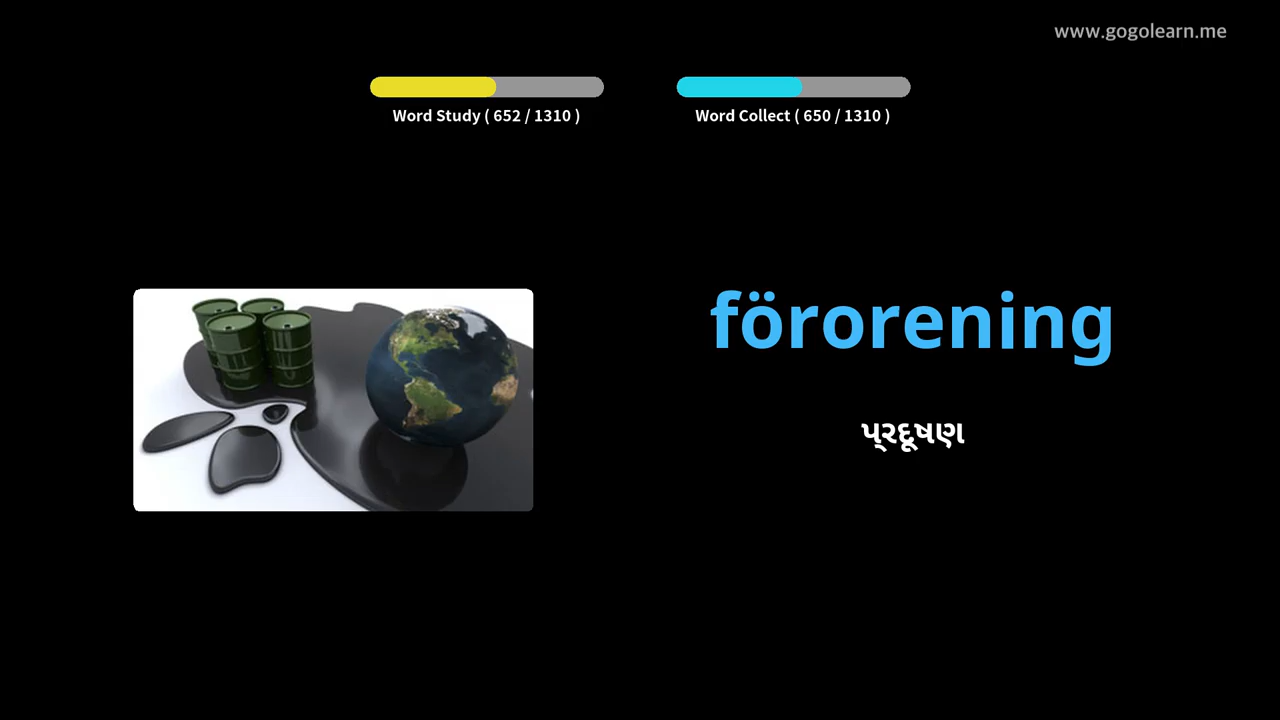 www.gogolearn.me
Word Study ( 652 / 1310 )
Word Collect ( 650 / 1310 )
förorening
પ્રદૂષણ